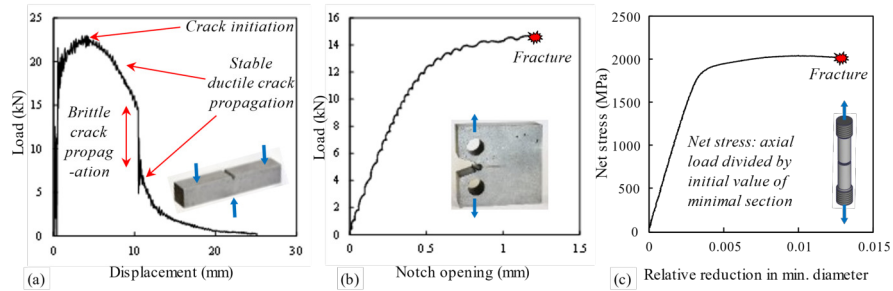 25
20
15
10
5
0
0
10
20
30
Load (kN)
Displacement (mm)
(a)
Crack initiation
Stable
ductile crack
propagation
Brittle
crack
propag
-ation
16
14
12
10
8
6
4
2
0
0
0.5
1
1.5
Load (kN)
Notch opening (mm)
(b)
Fracture
2500
2000
1500
1000
500
0
0
0.005
0.01
0.015
Net stress (MPa)
Relative reduction in min. diameter
(c)
Fracture
Net stress: axial
load divided by
initial value of
minimal section